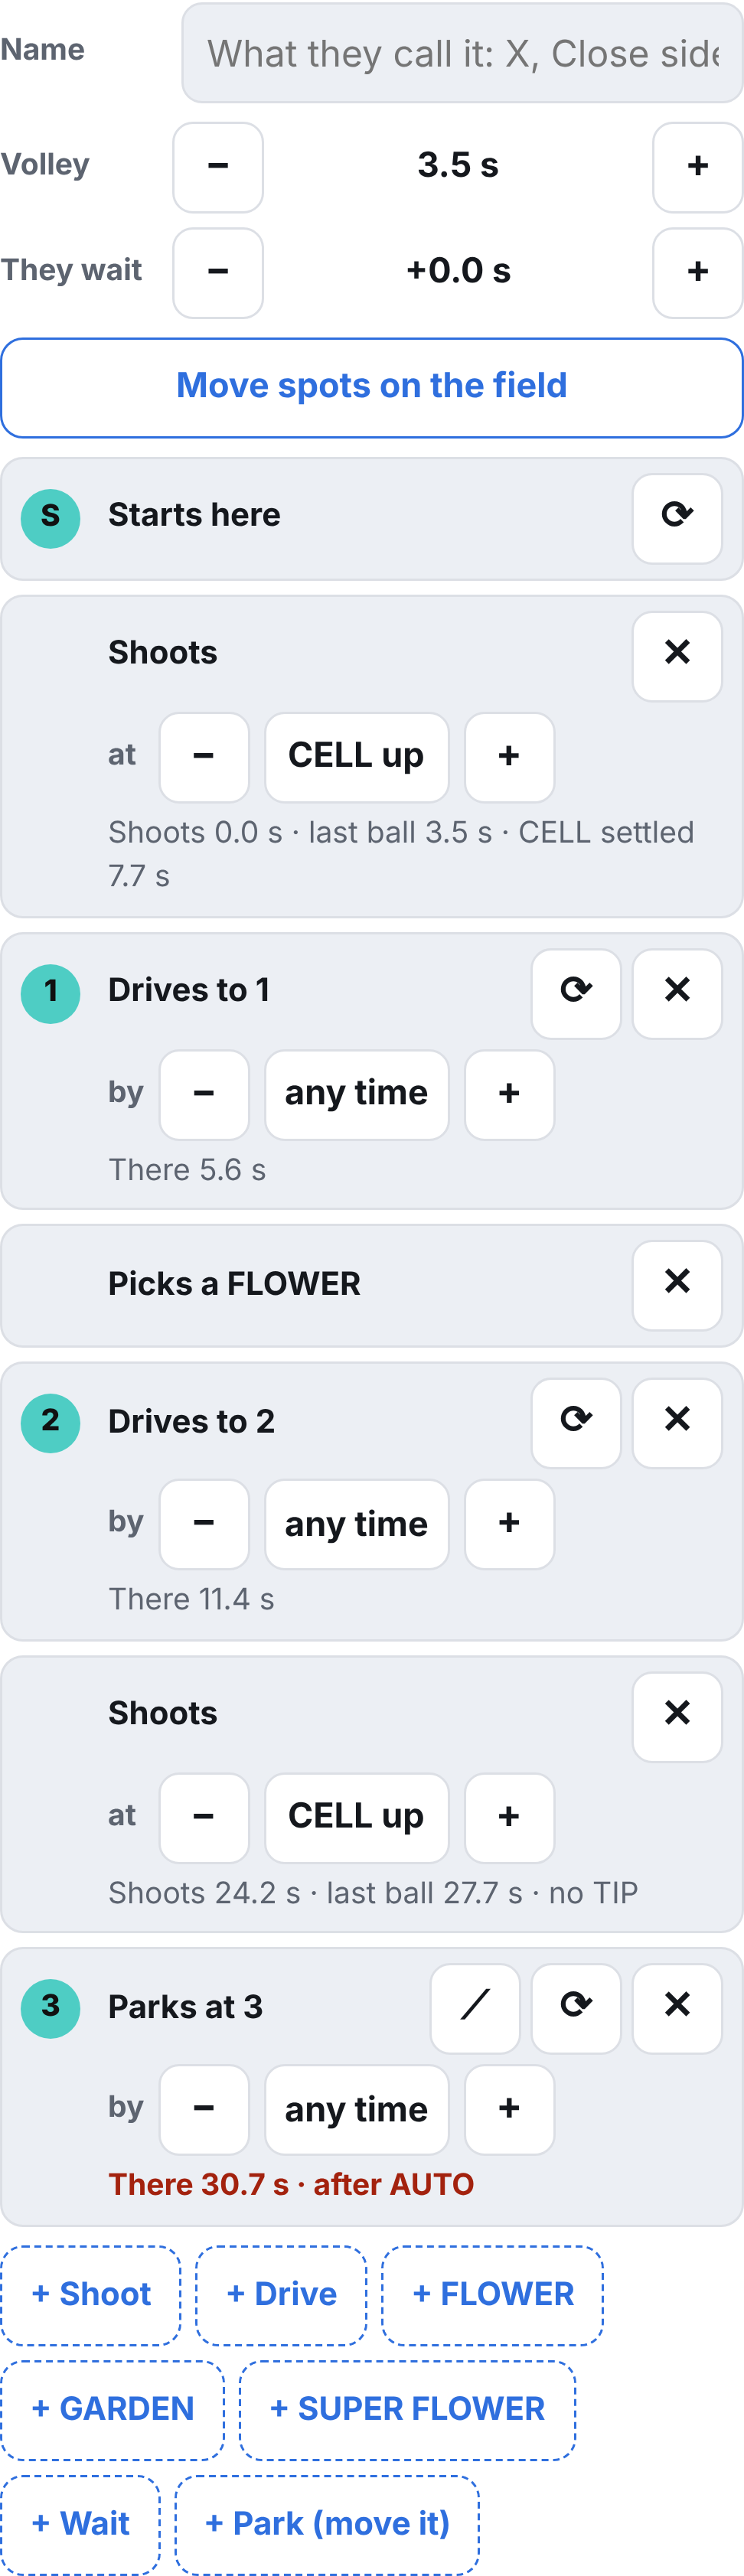 Name
What they call it: X, Close side
Volley
− 3.5 s +
They wait
− +0.0 s +
Move spots on the field
S Starts here ⟳
Shoots ✕
at − CELL up +
Shoots 0.0 s · last ball 3.5 s · CELL settled
7.7 s
1 Drives to 1 ⟳ ✕
by − any time +
There 5.6 s
Picks a FLOWER ✕
2 Drives to 2 ⟳ ✕
by − any time +
There 11.4 s
Shoots ✕
at − CELL up +
Shoots 24.2 s · last ball 27.7 s · no TIP
3 Parks at 3 ⟋ ⟳ ✕
by − any time +
There 30.7 s · after AUTO
+ Shoot + Drive + FLOWER
+ GARDEN + SUPER FLOWER
+ Wait + Park (move it)